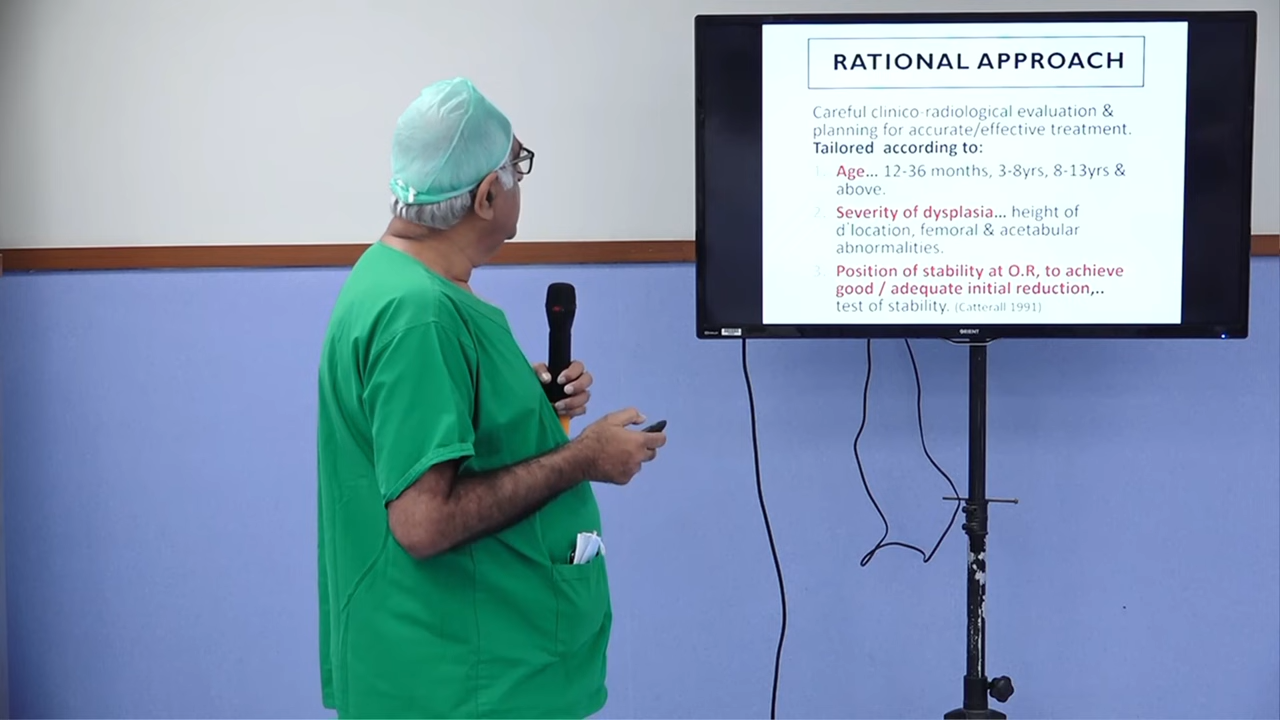 RATIONAL APPROACH
Careful clinico-radiological evaluation &
planning for accurate/effective treatment.
Tailored according to:
1. Age... 12-36 months, 3-8yrs, 8-13yrs &
above.
2. Severity of dysplasia... height of
d`location, femoral & acetabular
abnormalities.
3. Position of stability at O.R, to achieve
good / adequate initial reduction,..
test of stability. (Catterall 1991)
ORIENT